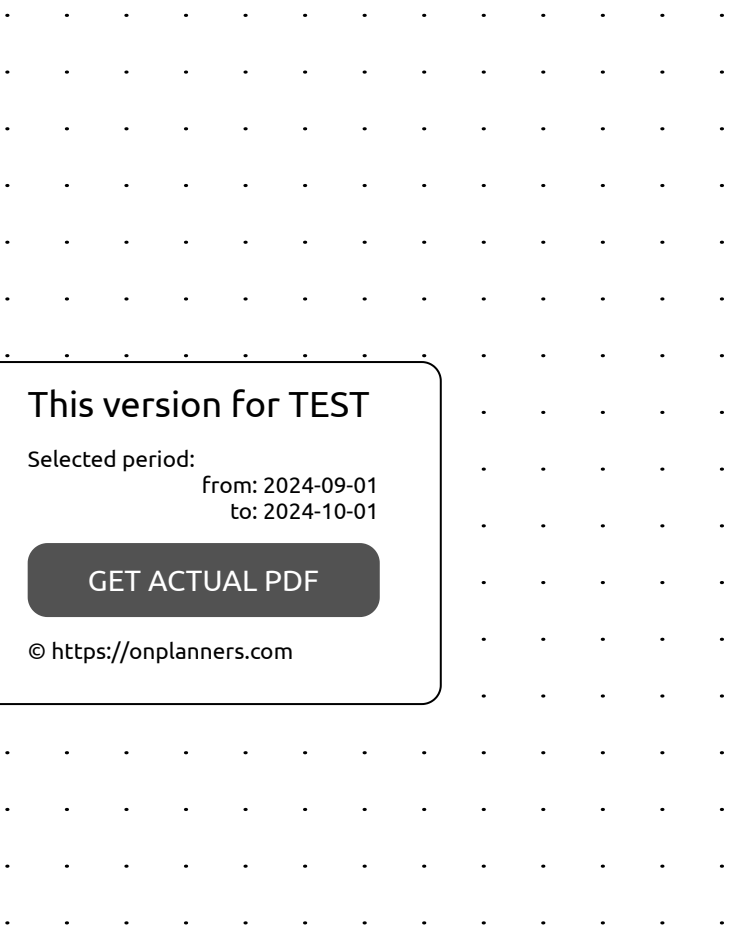 This version for TEST
Selected period:
from: 2024-09-01
to: 2024-10-01
GET ACTUAL PDF
© https://onplanners.com